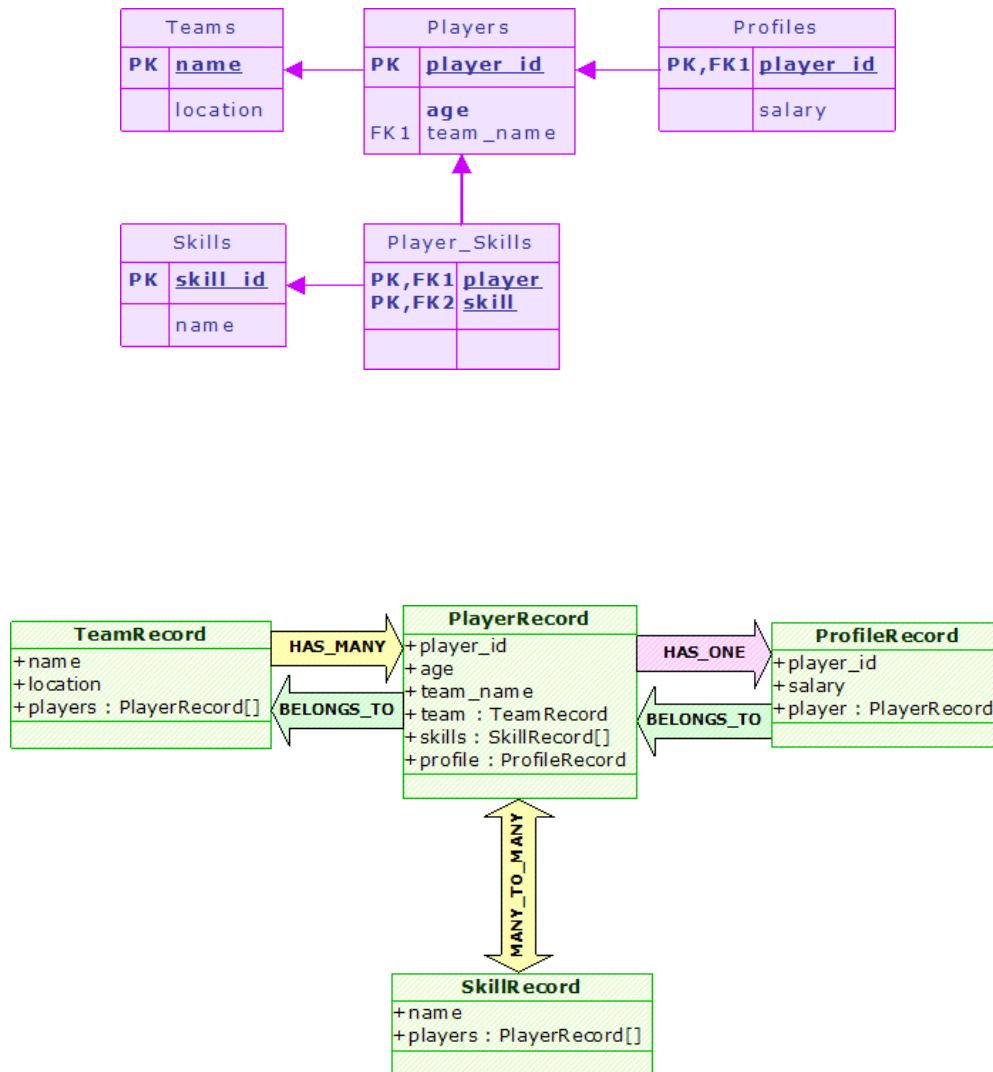 Teams
PK name
location
Players
PK player_id
age
FK1 team_name
Profiles
PK,FK1 player_id
salary
Skills
PK skill_id
name
Player_Skills
PK,FK1 player
PK,FK2 skill
TeamRecord
+name
+location
+players : PlayerRecord[]
HAS_MANY
BELONGS_TO
PlayerRecord
+player_id
+age
+team_name
+team : TeamRecord
+skills : SkillRecord[]
+profile : ProfileRecord
HAS_ONE
BELONGS_TO
ProfileRecord
+player_id
+salary
+player : PlayerRecord
MANY_TO_MANY
SkillRecord
+name
+players : PlayerRecord[]